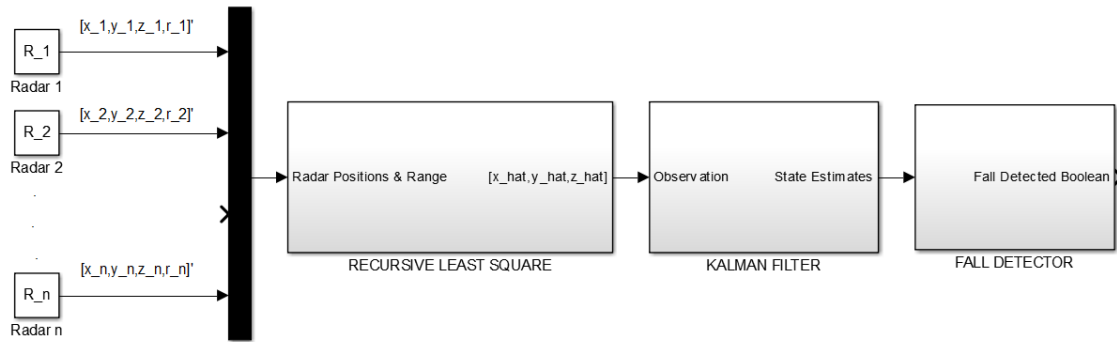 [x_1,y_1,z_1,r_1]'
R_1
Radar 1
[x_2,y_2,z_2,r_2]'
R_2
Radar 2
[x_n,y_n,z_n,r_n]'
R_n
Radar n
Radar Positions & Range [x_hat,y_hat,z_hat]
RECURSIVE LEAST SQUARE
Observation State Estimates
KALMAN FILTER
Fall Detected Boolean
FALL DETECTOR